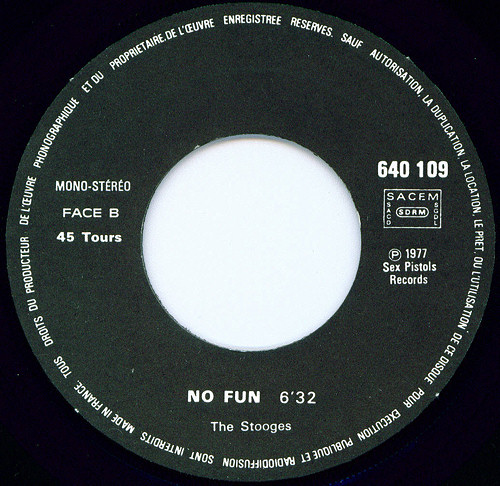 TOUS DROITS DU PRODUCTEUR DE L'ŒUVRE PHONOGRAPHIQUE ET DU PROPRIETAIRE.DE L'ŒUVRE ENREGISTREE RESERVES. SAUF AUTORISATION, LA DUPLICATION, LA LOCATION, LE PRET, OU L'UTILISATION DE CE DISQUE POUR EXECUTION PUBLIQUE ET RADIODIFFUSION SONT INTERDITS MADE IN FRANCE
640 109
MONO-STÉRÉO
FACE B
45 Tours
SACEM
SACD
SDRM
SGDL
Ⓟ 1977
Sex Pistols
Records
NO FUN 6'32
The Stooges